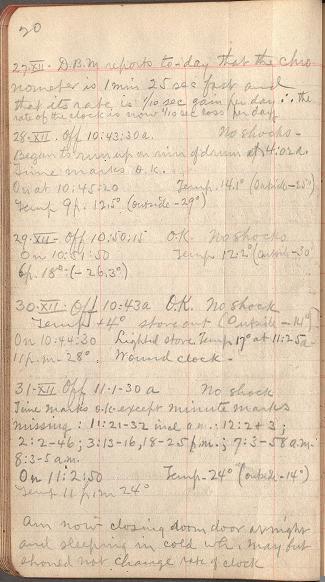 20
27·XII· D.B.M reports to-day that the chro-
nometer is 1 min 25 sec fast and
that its rate is 4/10 sec gain per day ∴ the
rate of the clock is now 4/10 sec loss per day
28·XII. Off 10:43:30a. No shocks-
Began to run up on rim of drum at 4:02a.
Time marks O.K.
On at 10:45:20 Temp. 14.1° (Outside-25°)
Temp 9p. 12.5° (Outside-29°)
29·XII- Off 10:50:15 O.K. No shocks
On 10:51:50 Temp. 12.2° (Outside-30°
6p. 18°-(-26.3°)
30·XII· Off 10:43a O.K. No shock
Temp +4° stove out (Outside-14°)
On 10:44:30 Lighted stove Temp 17° at 11:25a-
11 p.m-28°. Wound clock-
31-XII Off 11-1-30 a No shock
Time marks o.k. except minute marks
missing: 11:21-32 incl a.m.: 12:2+3;
2:2-46; 3:13-16,18-25 p.m.; 7:3-58 a.m.
8:3-5 a.m.
On 11:2:50 Temp-24° (outside-14°)
Temp 11 p.m 24°
Am now closing door at night
and sleeping in cold wh. may but
should not change rate of clock